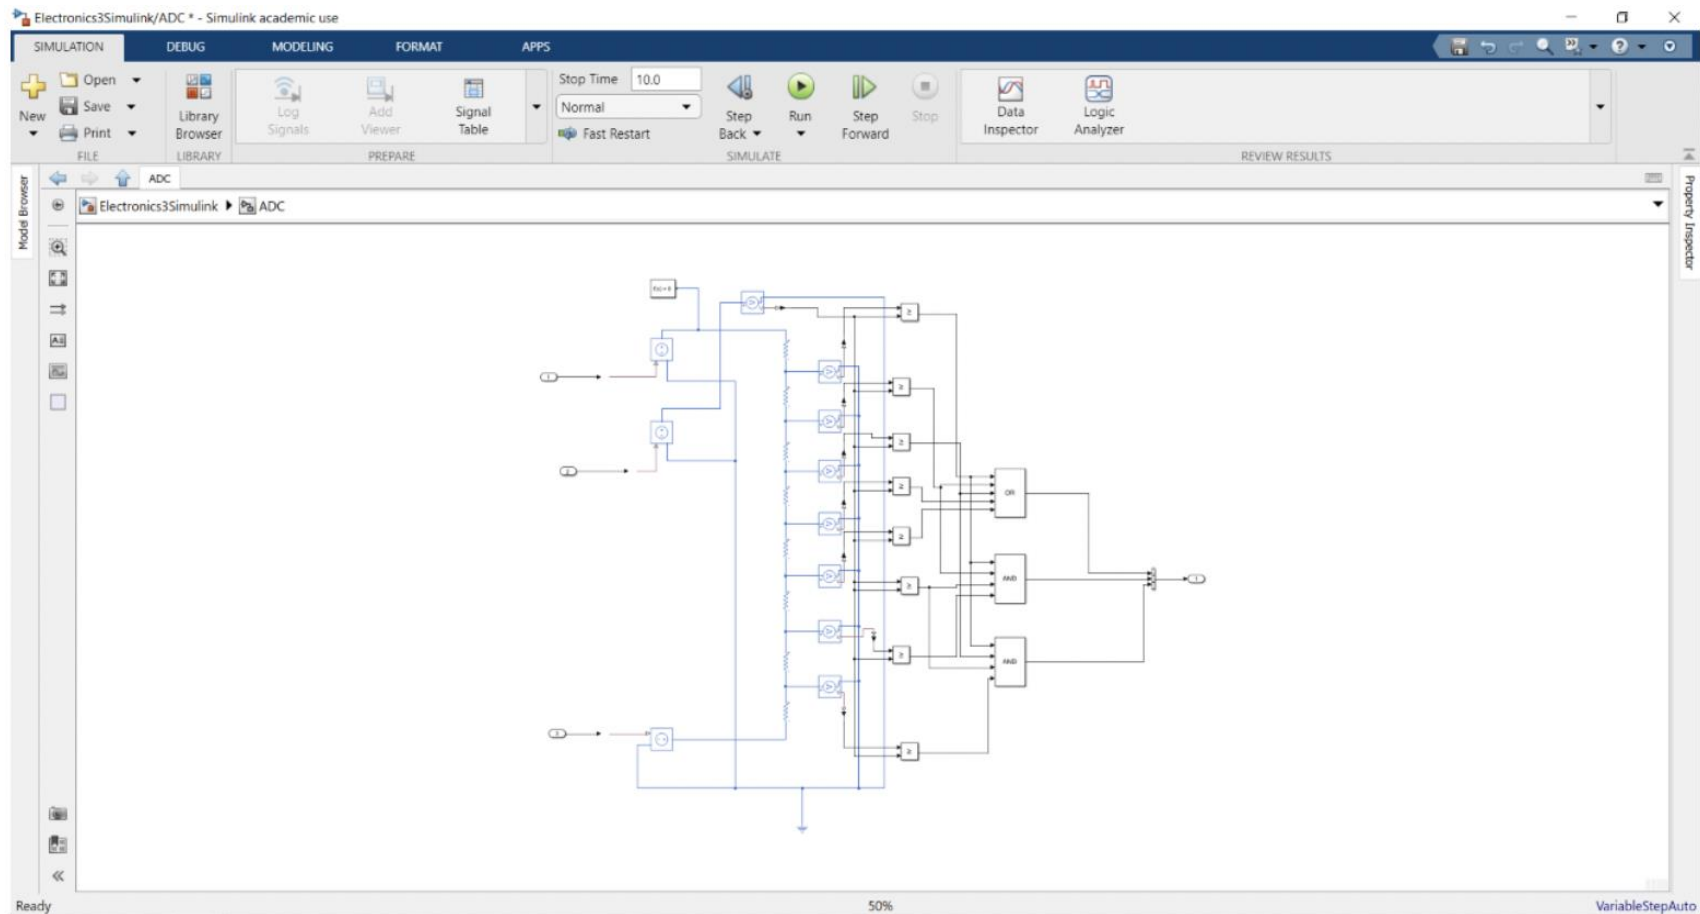 Electronics3Simulink/ADC * - Simulink academic use
SIMULATION DEBUG MODELING FORMAT APPS
New
Open
Save
Print
FILE
Library
Browser
LIBRARY
Log
Signals
Add
Viewer
Signal
Table
PREPARE
Stop Time 10.0
Normal
Fast Restart
Step
Back
Run
Step
Forward
Stop
SIMULATE
Data
Inspector
Logic
Analyzer
REVIEW RESULTS
Model Browser
Property Inspector
ADC
Electronics3Simulink ADC
OR
AND
AND
Ready
50%
VariableStepAuto